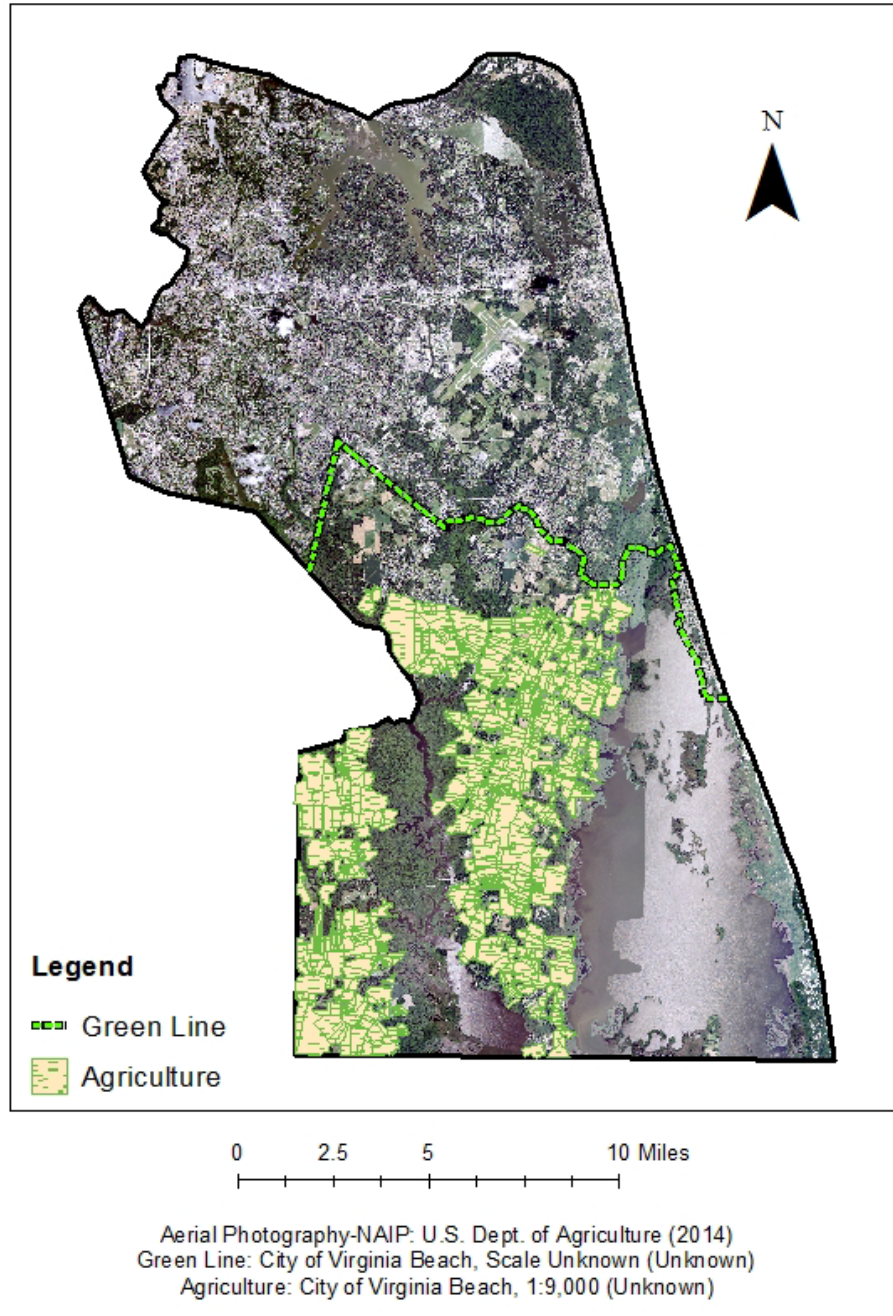 N
Legend
Green Line
Agriculture
0 2.5 5 10 Miles
Aerial Photography-NAIP: U.S. Dept. of Agriculture (2014)
Green Line: City of Virginia Beach, Scale Unknown (Unknown)
Agriculture: City of Virginia Beach, 1:9,000 (Unknown)